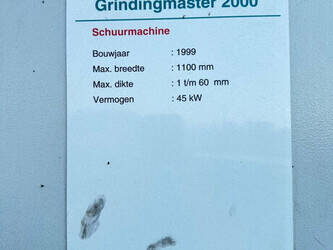 Grindingmaster 2000
Schuurmachine
Bouwjaar : 1999
Max. breedte : 1100 mm
Max. dikte : 1 t/m 60 mm
Vermogen : 45 kW